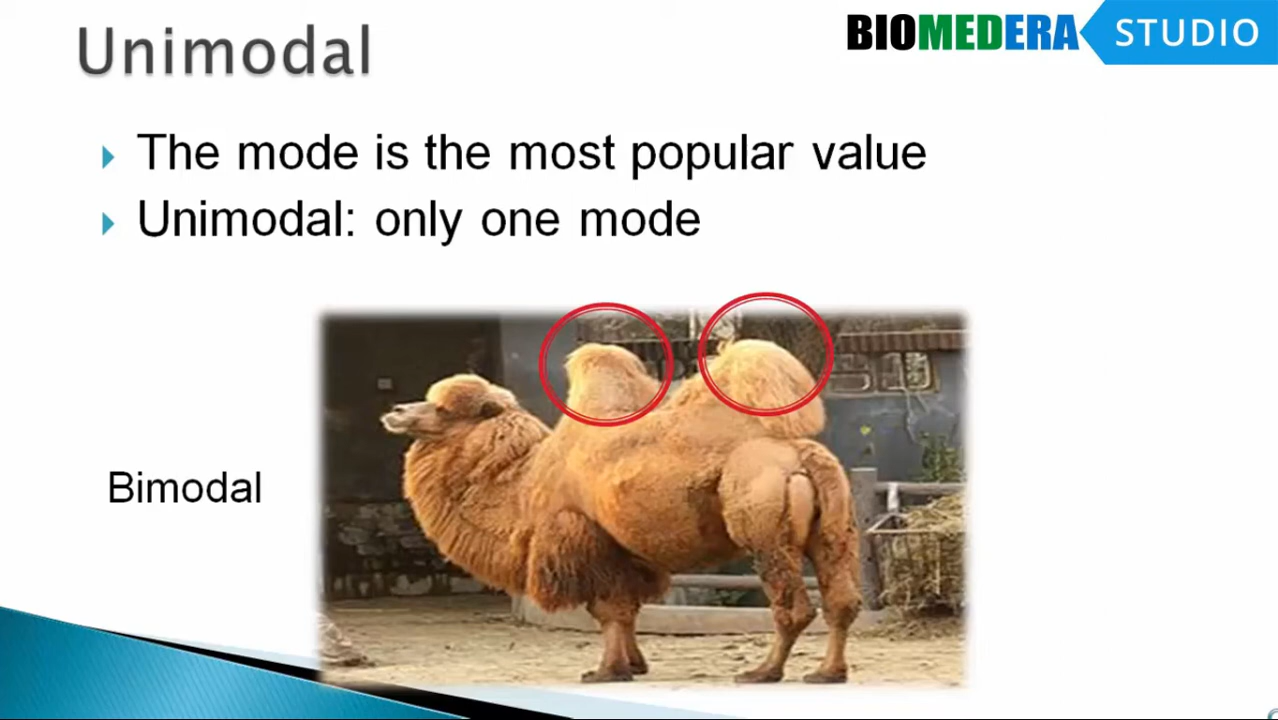 Unimodal
BIOMEDERA STUDIO
The mode is the most popular value
Unimodal: only one mode
Bimodal